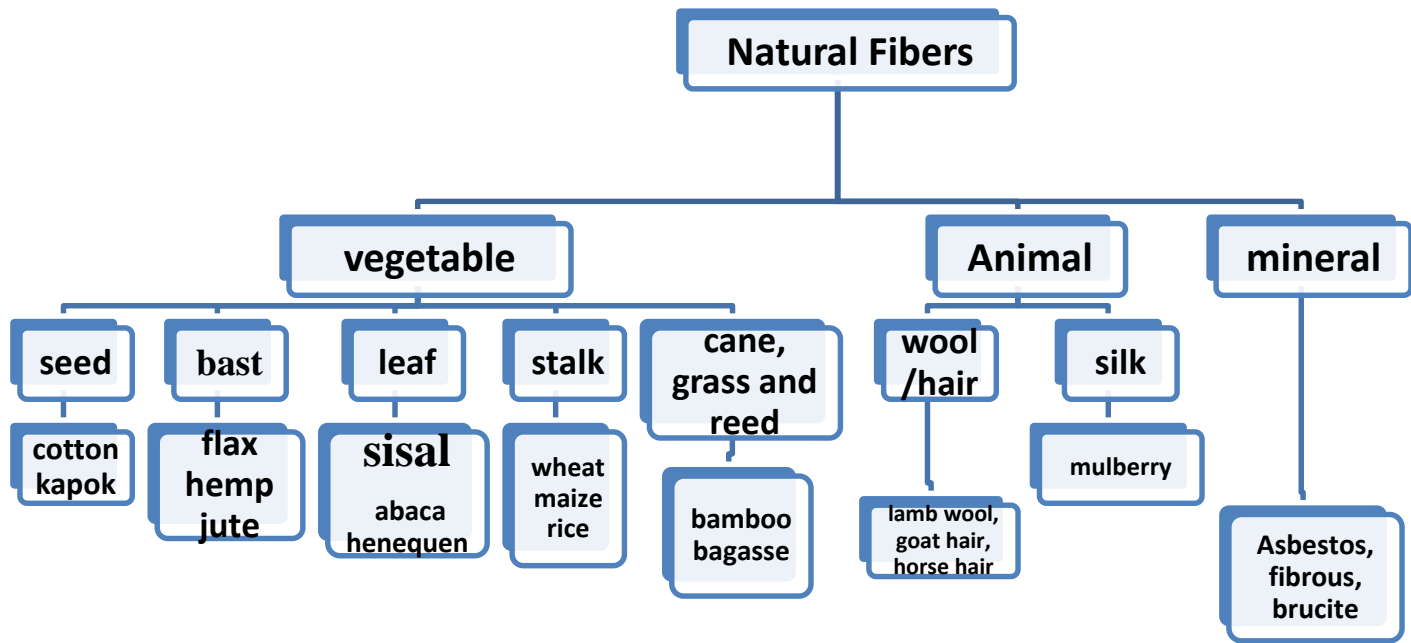 Natural Fibers
vegetable
Animal
mineral
seed
bast
leaf
stalk
cane,
grass and
reed
wool
/hair
silk
cotton
kapok
flax
hemp
jute
sisal
abaca
henequen
wheat
maize
rice
bamboo
bagasse
lamb wool,
goat hair,
horse hair
mulberry
Asbestos,
fibrous,
brucite